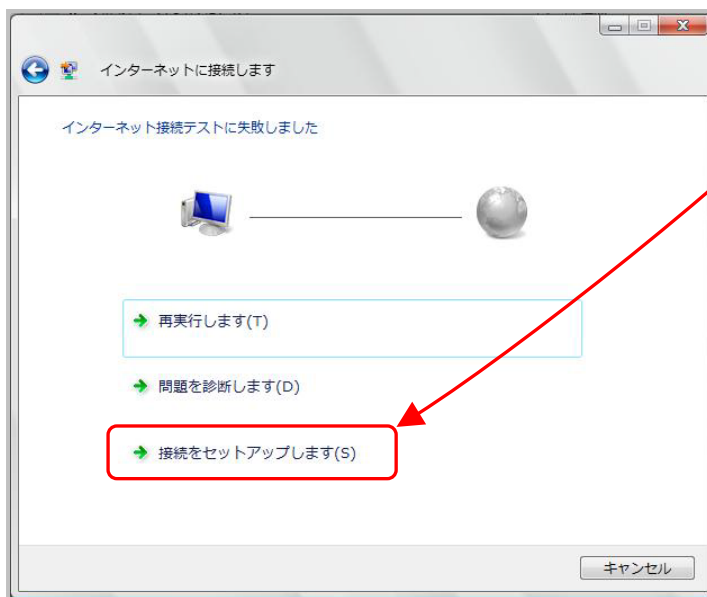 インターネットに接続します
インターネット接続テストに失敗しました
再実行します(T)
問題を診断します(D)
接続をセットアップします(S)
キャンセル